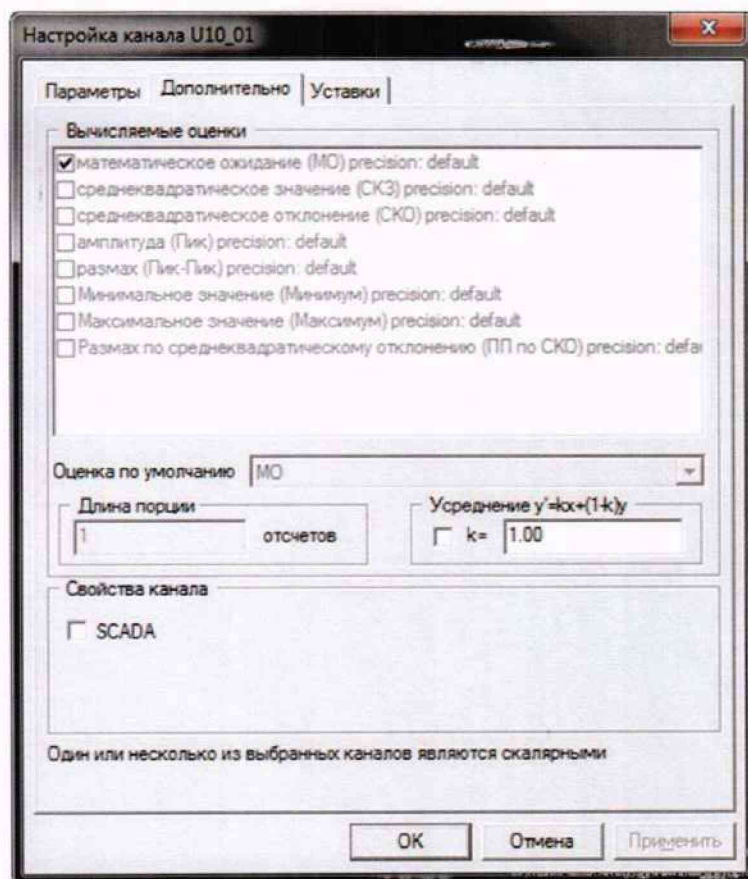 Настройка канала U10_01
Параметры Дополнительно Уставки
Вычисляемые оценки
математическое ожидание (МО) precision: default
среднеквадратическое значение (СКЗ) precision: default
среднеквадратическое отклонение (СКО) precision: default
амплитуда (Пик) precision: default
размах (Пик-Пик) precision: default
Минимальное значение (Минимум) precision: default
Максимальное значение (Максимум) precision: default
Размах по среднеквадратическому отклонению (ПП по СКО) precision: defa
Оценка по умолчанию МО
Длина порции
1 отсчетов
Усреднение y'=kx+(1-k)y
k= 1.00
Свойства канала
SCADA
Один или несколько из выбранных каналов являются скалярными
OK Отмена Применить